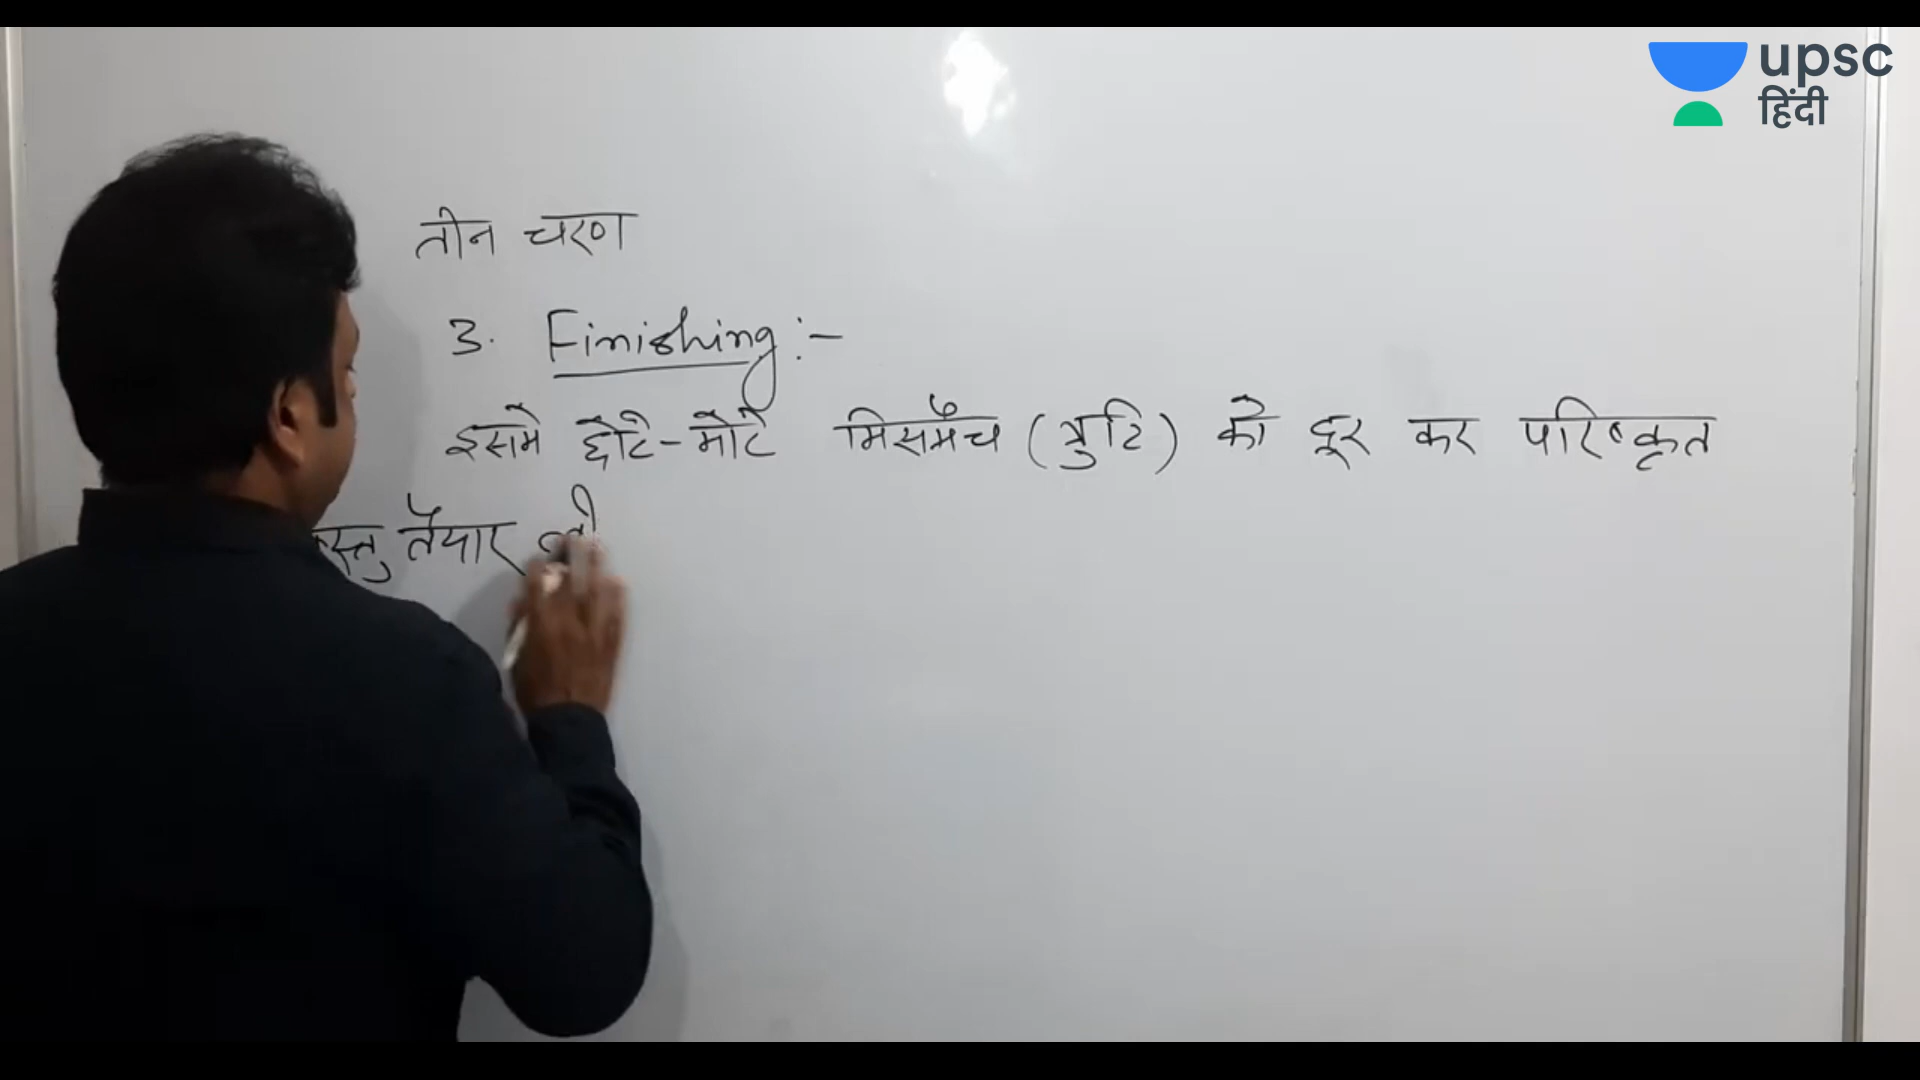 upsc
हिंदी
तीन चरण
3. Finishing:-
इसमे छोटे-मोटे मिसमैच (त्रुटि) को दूर कर परिष्कृत
तैयार